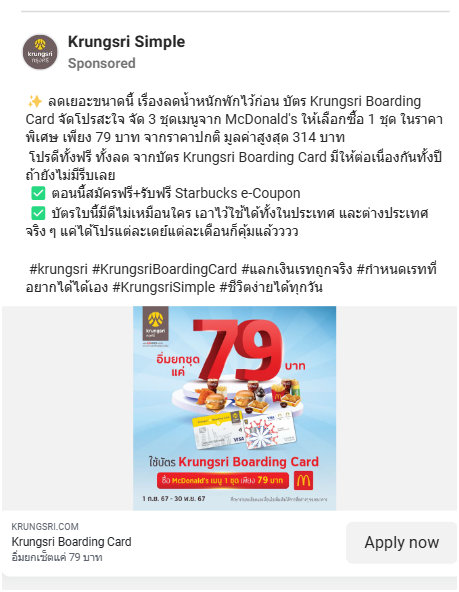 Krungsri Simple
Sponsored
✨ ลดเยอะขนาดนี้ เรื่องลดน้ำหนักพักไว้ก่อน บัตร Krungsri Boarding
Card จัดโปรสะใจ จัด 3 ชุดเมนูจาก McDonald's ให้เลือกซื้อ 1 ชุด ในราคา
พิเศษ เพียง 79 บาท จากราคาปกติ มูลค่าสูงสุด 314 บาท
โปรดีทั้งฟรี ทั้งลด จากบัตร Krungsri Boarding Card มีให้ต่อเนื่องกันทั้งปี
ถ้ายังไม่มีรีบเลย
✅ ตอนนี้สมัครฟรี+รับฟรี Starbucks e-Coupon
✅ บัตรใบนี้มีดีไม่เหมือนใคร เอาไว้ใช้ได้ทั้งในประเทศ และต่างประเทศ
จริง ๆ แค่ได้โปรแต่ละเดย์แต่ละเดือนก็คุ้มแล้วววว
#krungsri #KrungsriBoardingCard #แลกเงินเรทถูกจริง #กำหนดเรทที่
อยากได้ได้เอง #KrungsriSimple #ชีวิตง่ายได้ทุกวัน
krungsri
กรุงศรี
79
อิ่มยกชุด
แค่
บาท
VISA
ใช้บัตร Krungsri Boarding Card
ซื้อ McDonald's เมนู 1 ชุด เพียง 79 บาท
1 ก.ย. 67 - 30 พ.ย. 67
KRUNGSRI.COM
Krungsri Boarding Card
อิ่มยกเซ็ตแค่ 79 บาท
Apply now